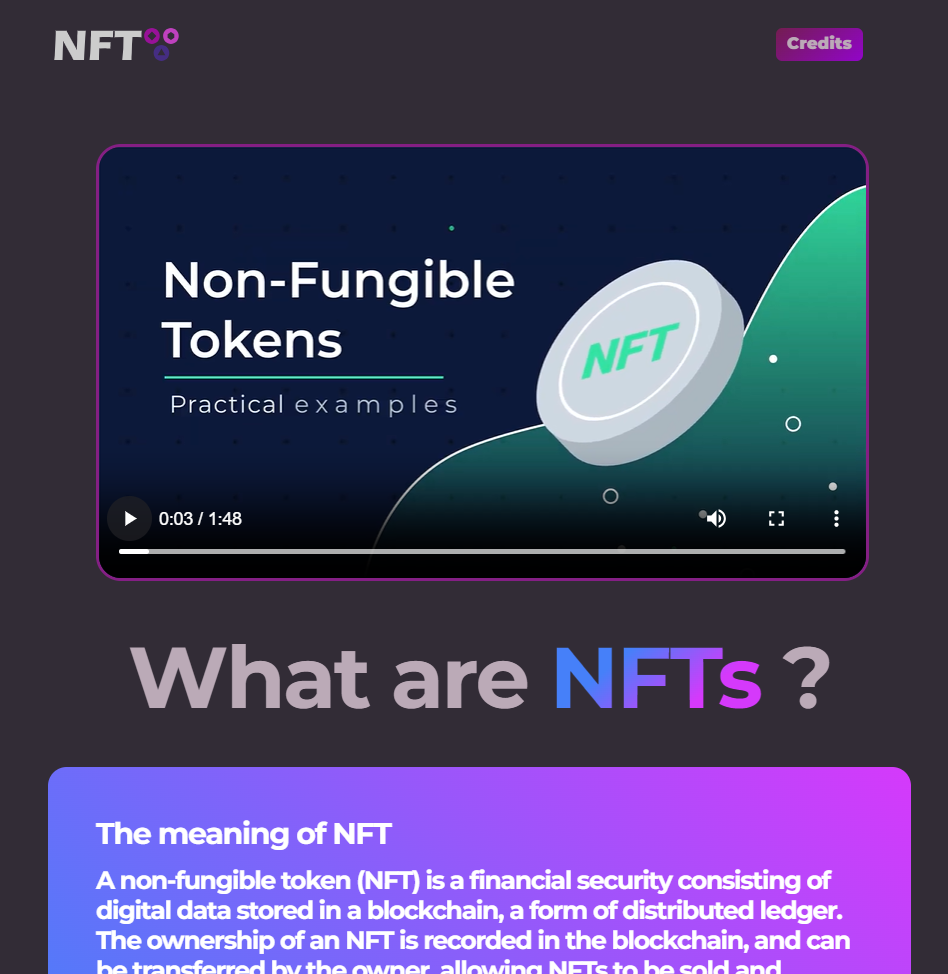 NFT
Credits
Non-Fungible
Tokens
Practical examples
NFT
0:03 / 1:48
What are NFTs ?
The meaning of NFT
A non-fungible token (NFT) is a financial security consisting of
digital data stored in a blockchain, a form of distributed ledger.
The ownership of an NFT is recorded in the blockchain, and can
be transferred by the owner, allowing NFTs to be sold and